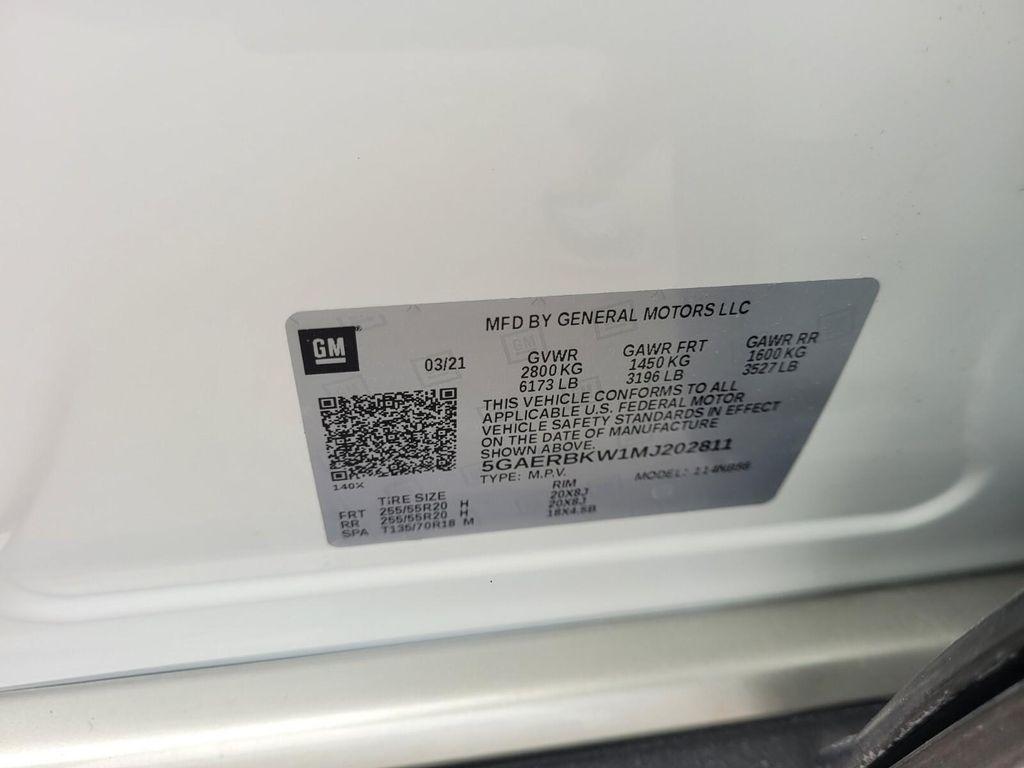 GM
MFD BY GENERAL MOTORS LLC
03/21
GVWR GAWR FRT GAWR RR
2800 KG 1450 KG 1600 KG
6173 LB 3196 LB 3527 LB
THIS VEHICLE CONFORMS TO ALL
APPLICABLE U.S. FEDERAL MOTOR
VEHICLE SAFETY STANDARDS IN EFFECT
ON THE DATE OF MANUFACTURE
SHOWN ABOVE.
5GAERBKW1MJ202811
TYPE: M.P.V. MODEL:
140X
TIRE SIZE RIM
FRT 255/55R20 H 20X8J
RR 255/55R20 H 20X8J
SPA T135/70R18 M 18X4.5B